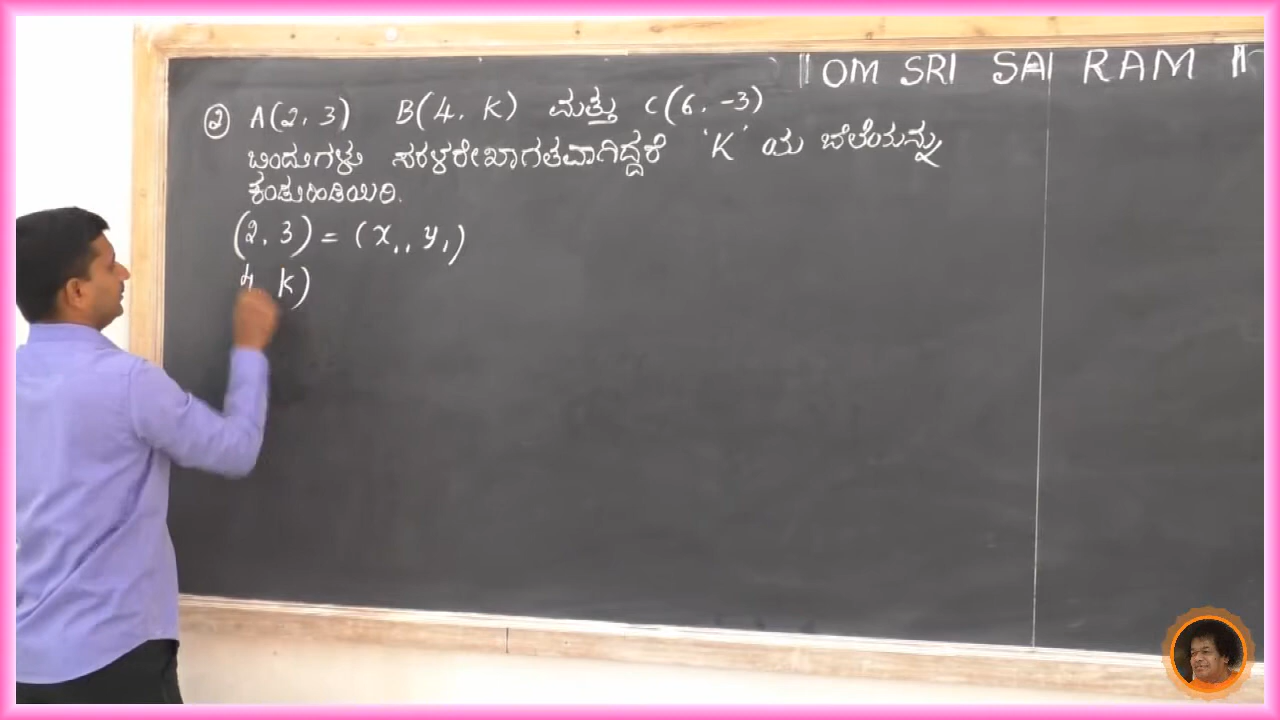 || OM SRI SAI RAM ||
② A(2, 3) B(4, K) ಮತ್ತು C(6, -3)
ಬಿಂದುಗಳು ಸರಳರೇಖಾಗತವಾಗಿದ್ದರೆ 'K' ಯ ಬೆಲೆಯನ್ನು
ಕಂಡುಹಿಡಿಯಿರಿ.
(2, 3) = (x₁, y₁)
4, K)